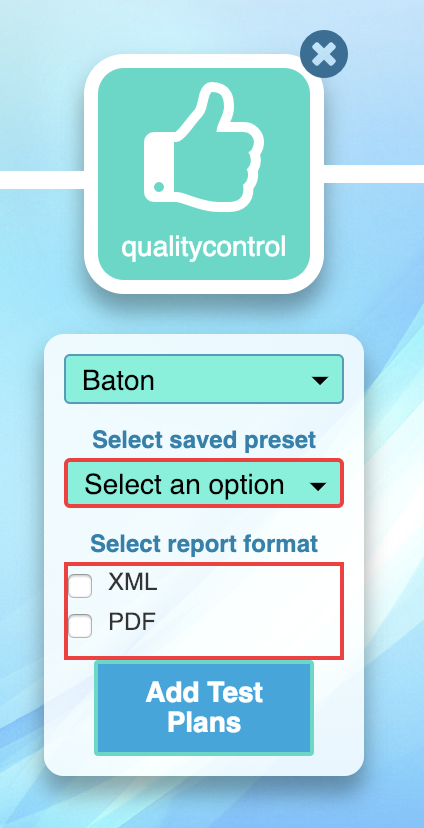 qualitycontrol
Baton
Select saved preset
Select an option
Select report format
XML
PDF
Add Test
Plans